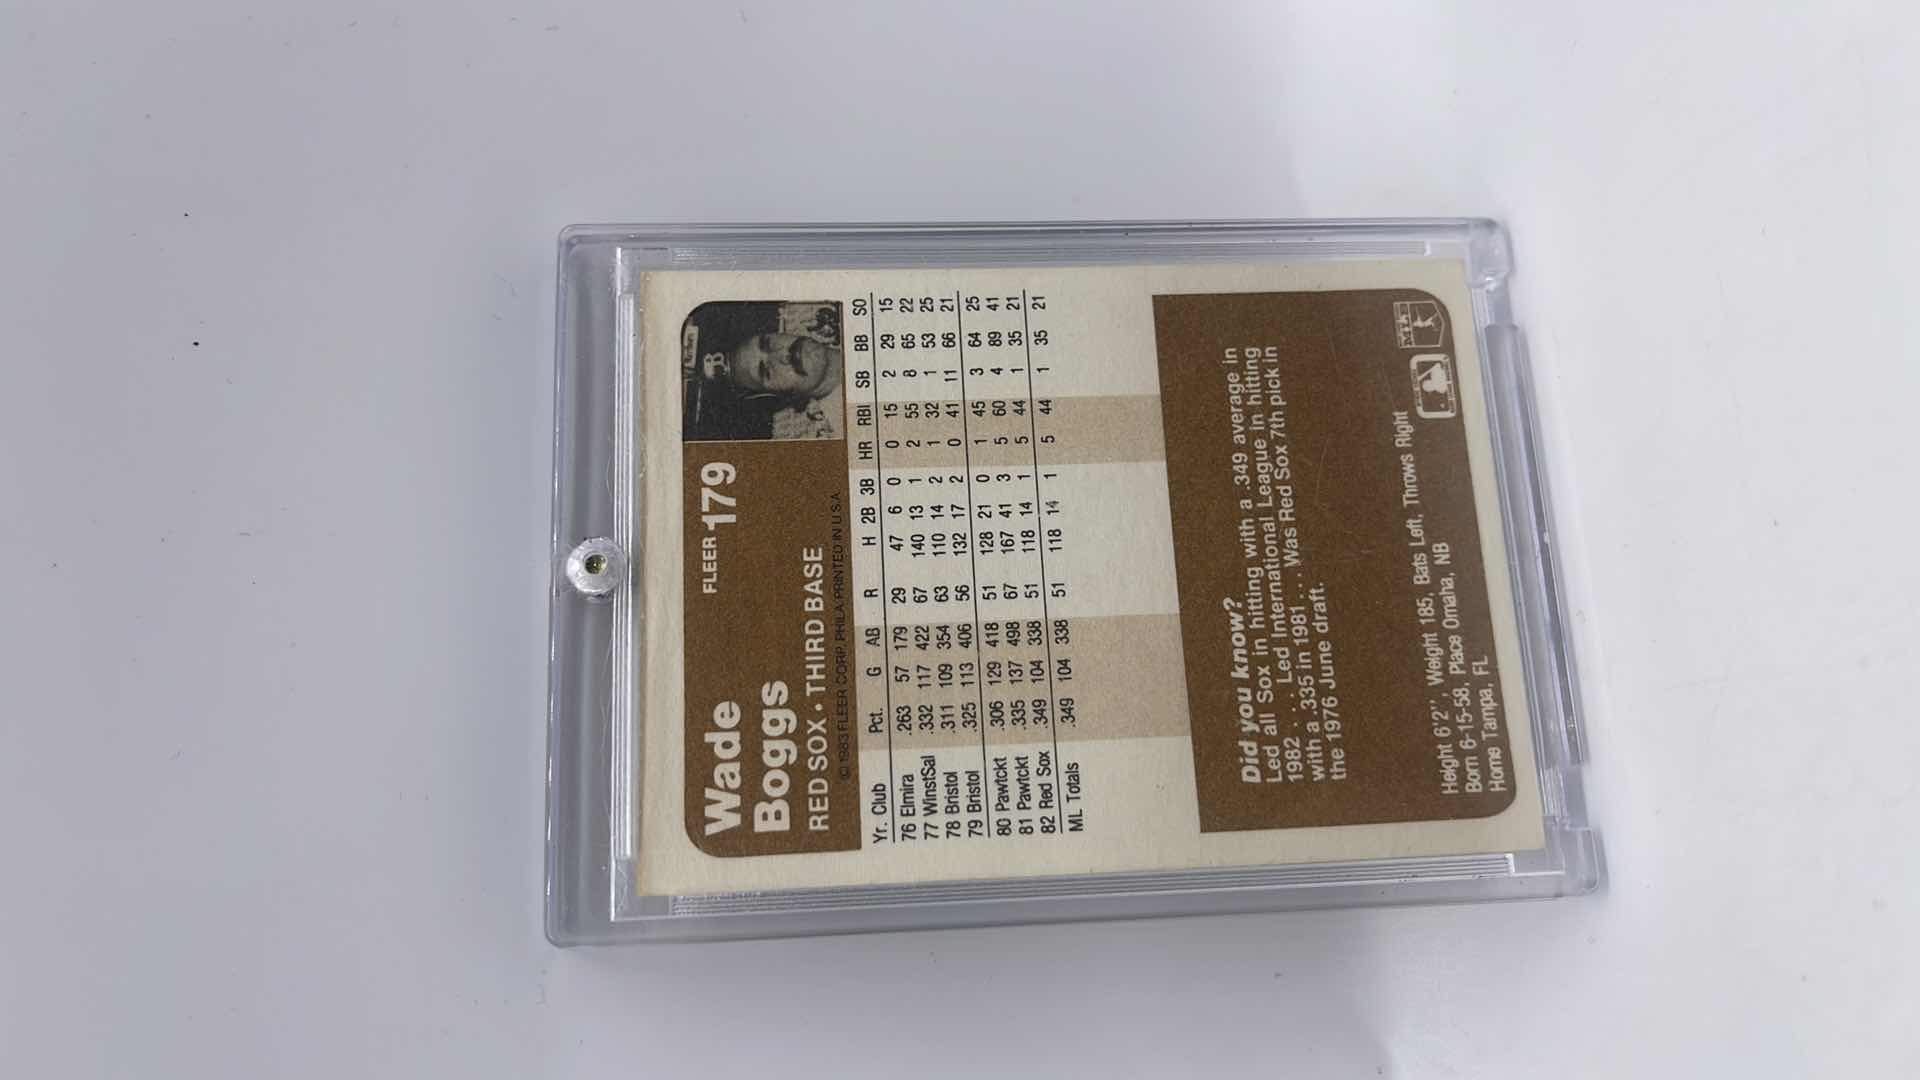 FLEER 179
Wade
Boggs
RED SOX • THIRD BASE
© 1983 FLEER CORP. PHILA. PRINTED IN U.S.A.
Yr. Club Pct. G AB R H 2B 3B HR RBI SB BB SO
76 Elmira .263 57 179 29 47 6 0 0 15 2 29 15
77 WinstSal .332 117 422 67 140 13 1 2 55 8 65 22
78 Bristol .311 109 354 63 110 14 2 1 32 1 53 25
79 Bristol .325 113 406 56 132 17 2 0 41 11 66 21
80 Pawtckt .306 129 418 51 128 21 0 1 45 3 64 25
81 Pawtckt .335 137 498 67 167 41 3 5 60 4 89 41
82 Red Sox .349 104 338 51 118 14 1 5 44 1 35 21
ML Totals .349 104 338 51 118 14 1 5 44 1 35 21
Did you know?
Led all Sox in hitting with a .349 average in
1982 . . . Led International League in hitting
with a .335 in 1981 . . . Was Red Sox 7th pick in
the 1976 June draft.
Height 6'2", Weight 185, Bats Left, Throws Right
Born 6-15-58, Place Omaha, NB
Home Tampa, FL